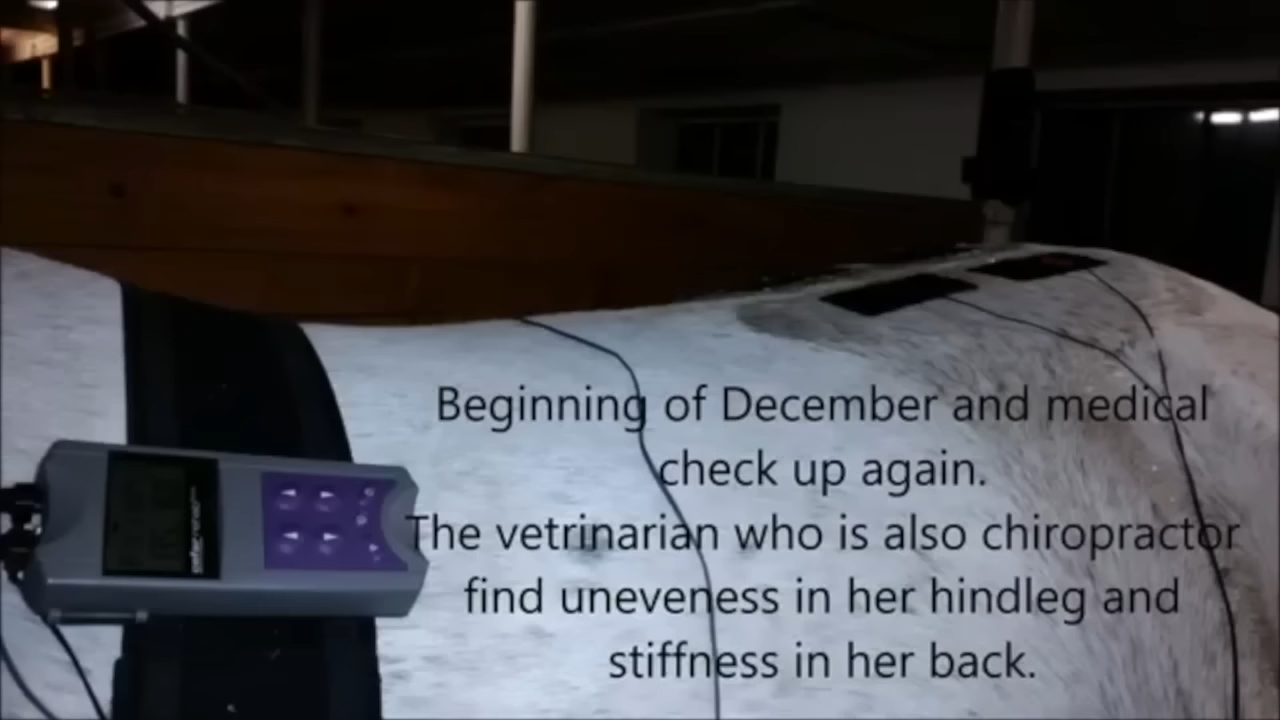 Beginning of December and medical
check up again.
The vetrinarian who is also chiropractor
find uneveness in her hindleg and
stiffness in her back.